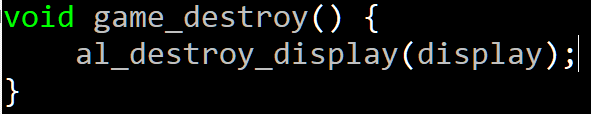 void game_destroy() {
    al_destroy_display(display);
}